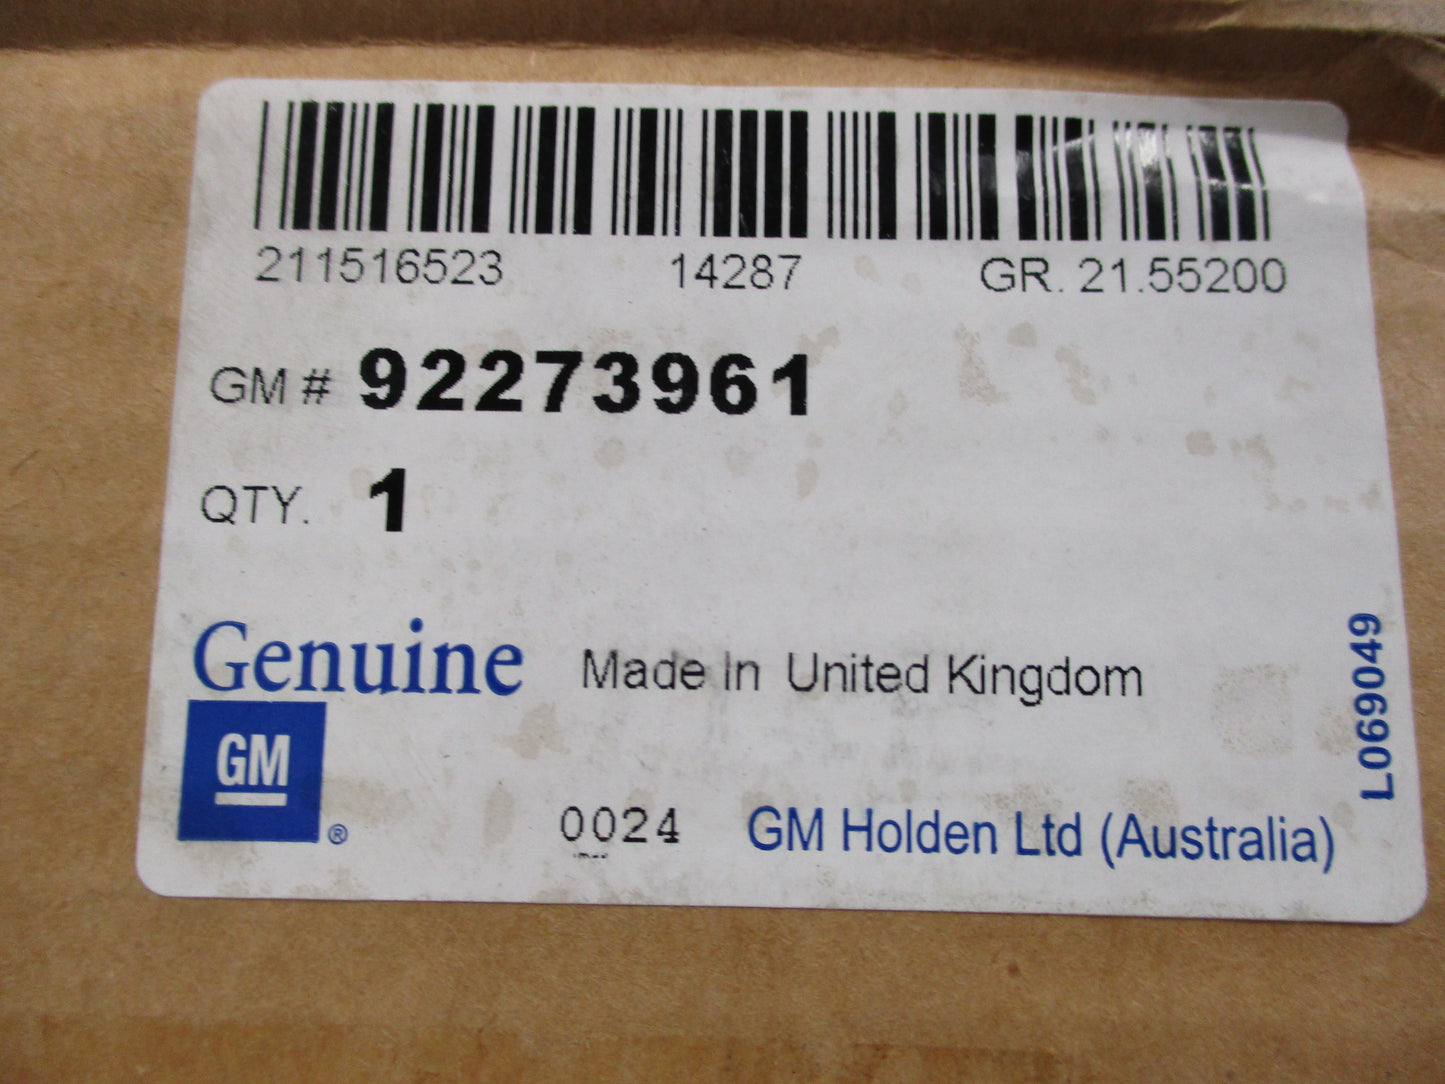 211516523 14287 GR. 21.55200
GM # 92273961
QTY. 1
Genuine Made In United Kingdom
GM ®
0024 GM Holden Ltd (Australia)
L069049